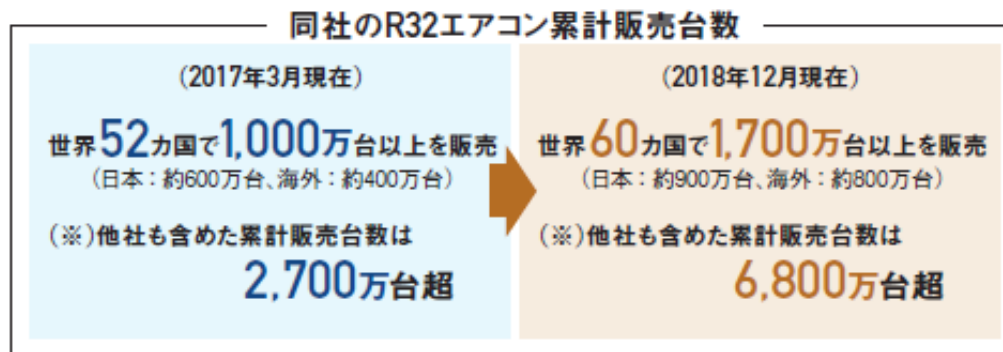 同社のR32エアコン累計販売台数
（2017年3月現在）
世界52カ国で1,000万台以上を販売
（日本：約600万台、海外：約400万台）
（※）他社も含めた累計販売台数は
2,700万台超
（2018年12月現在）
世界60カ国で1,700万台以上を販売
（日本：約900万台、海外：約800万台）
（※）他社も含めた累計販売台数は
6,800万台超